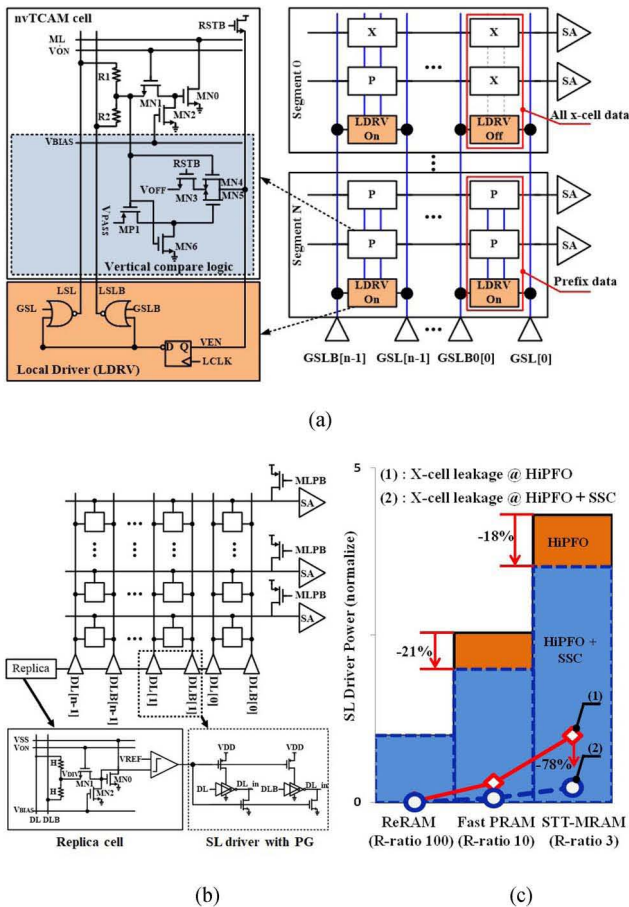 nvTCAM cell
RSTB
ML
VON
R1
R2
MN1
MN0
MN2
VBIAS
RSTB
VOFF
MN3
MN4
MN5
VPASS
MP1
MN6
Vertical compare logic
LSL
LSLB
GSL
GSLB
D Q
VEN
LCLK
Local Driver (LDRV)
Segment 0
X
...
X
SA
P
...
X
SA
LDRV
On
LDRV
Off
All x-cell data
Segment N
P
...
P
SA
P
...
P
SA
LDRV
On
LDRV
On
Prefix data
GSLB[n-1]
GSL[n-1]
GSLB0[0]
GSL[0]
(a)
MLPB
SA
MLPB
SA
MLPB
SA
Replica
DL[n-1]
DLB[n-1]
DL[1]
DLB[1]
DL[0]
DLB[0]
VSS
VON
H
VDIV
H
MN1
MN0
MN2
VREF
VBIAS
DL DLB
Replica cell
VDD
VDD
DL
DL_in
DLB
DL_in
SL driver with PG
(b)
SL Driver Power (normalize)
5
0
(1) : X-cell leakage @ HiPFO
(2) : X-cell leakage @ HiPFO + SSC
-18%
HiPFO
-21%
HiPFO +
SSC
(1)
-78%
(2)
ReRAM
(R-ratio 100)
Fast PRAM
(R-ratio 10)
STT-MRAM
(R-ratio 3)
(c)